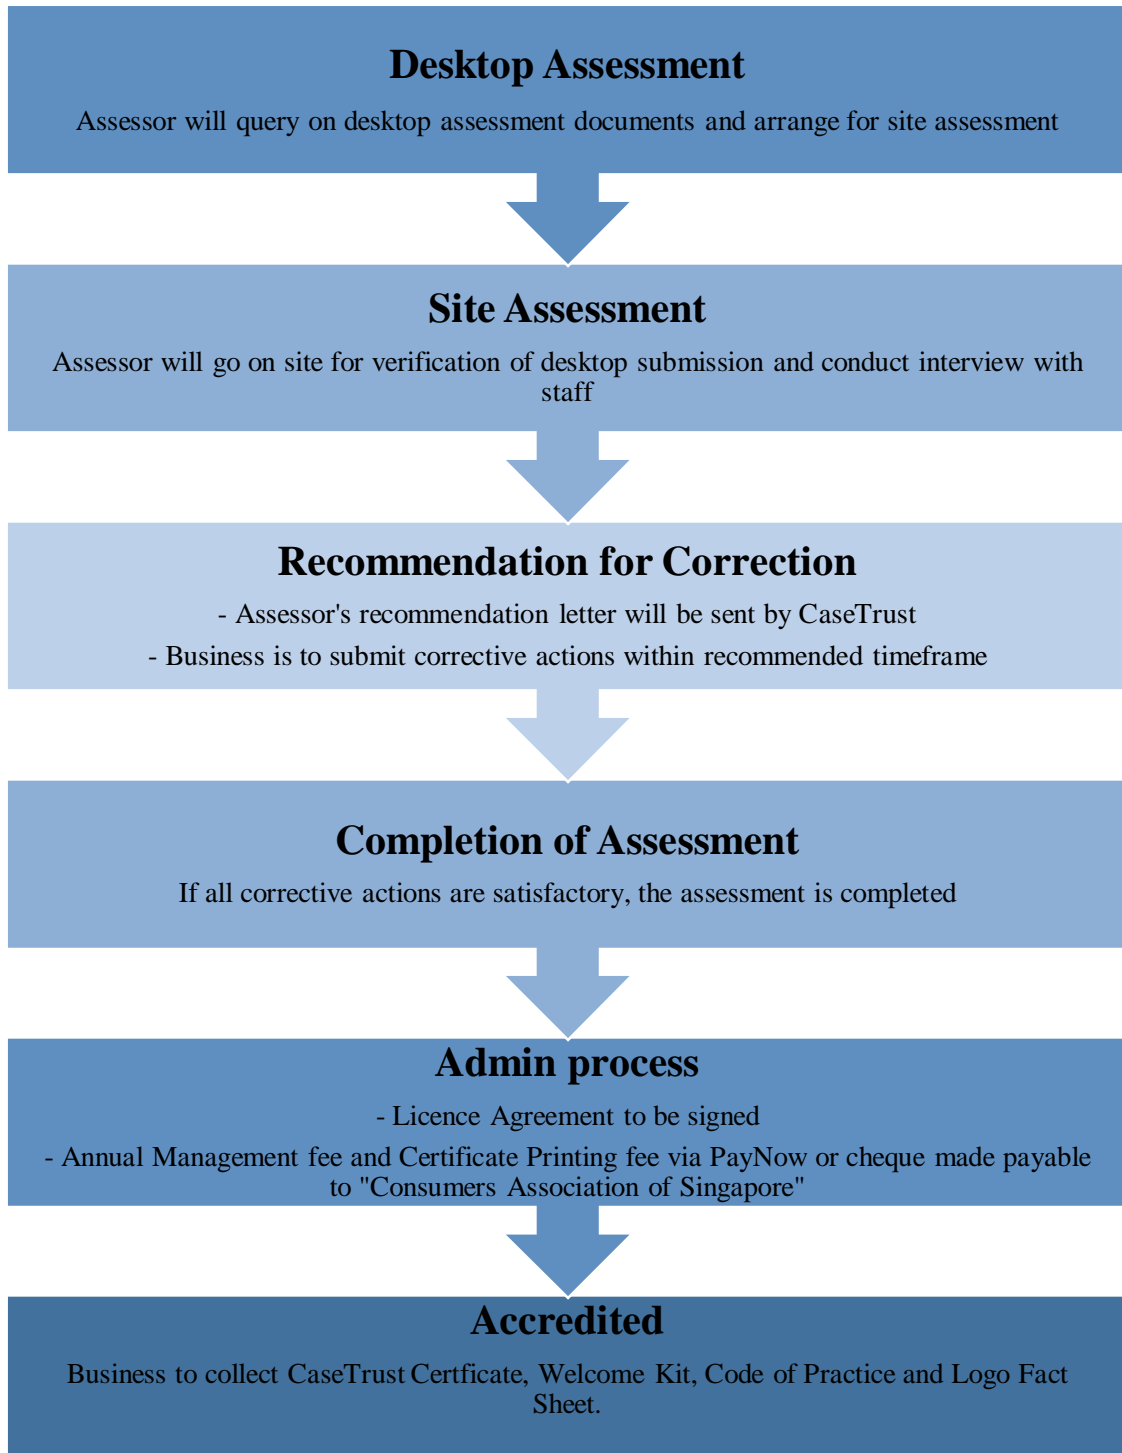 Desktop Assessment
Assessor will query on desktop assessment documents and arrange for site assessment
Site Assessment
Assessor will go on site for verification of desktop submission and conduct interview with
staff
Recommendation for Correction
- Assessor's recommendation letter will be sent by CaseTrust
- Business is to submit corrective actions within recommended timeframe
Completion of Assessment
If all corrective actions are satisfactory, the assessment is completed
Admin process
- Licence Agreement to be signed
- Annual Management fee and Certificate Printing fee via PayNow or cheque made payable
to "Consumers Association of Singapore"
Accredited
Business to collect CaseTrust Certficate, Welcome Kit, Code of Practice and Logo Fact
Sheet.